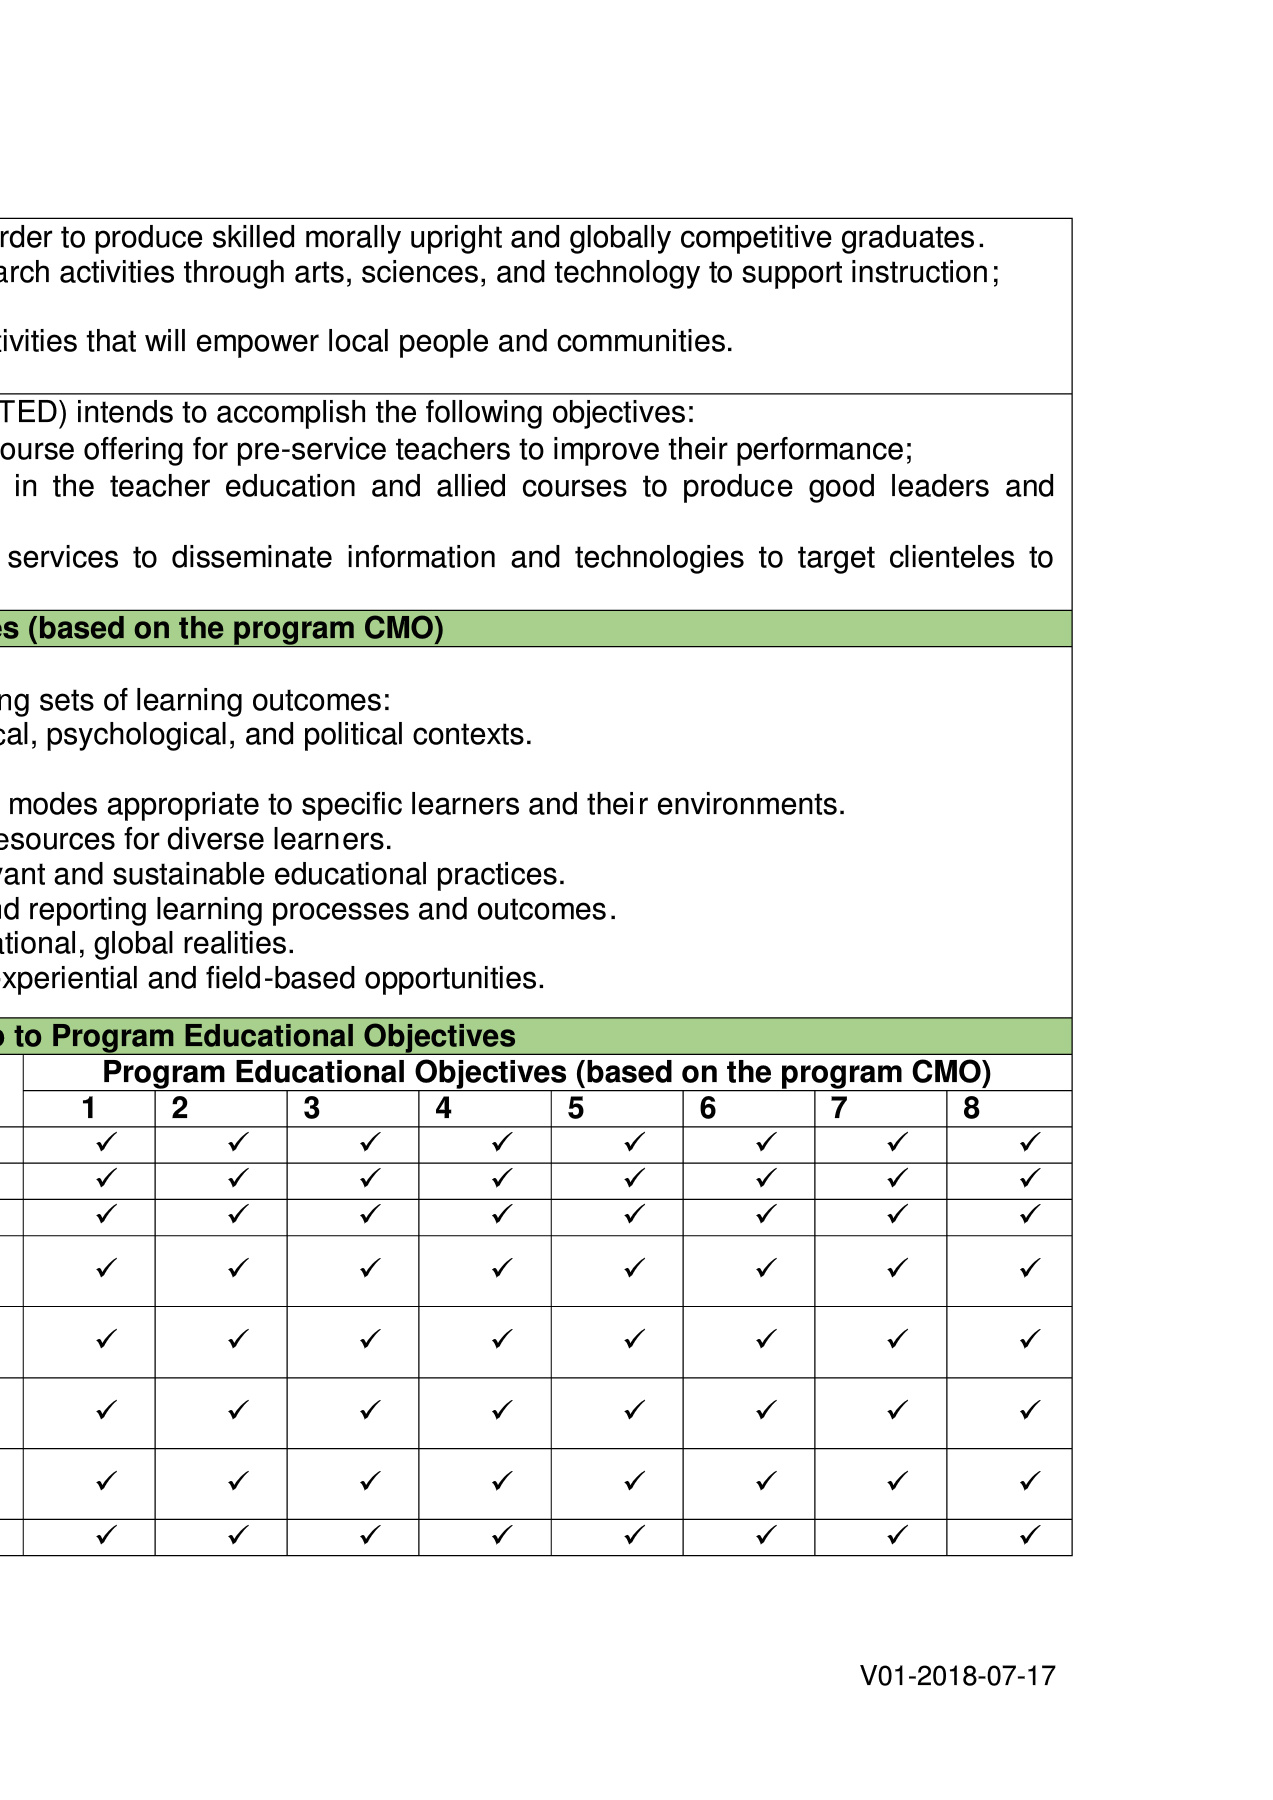 rder to produce skilled morally upright and globally competitive graduates.
arch activities through arts, sciences, and technology to support instruction;
tivities that will empower local people and communities.
TED) intends to accomplish the following objectives:
ourse offering for pre-service teachers to improve their performance;
in the teacher education and allied courses to produce good leaders and
services to disseminate information and technologies to target clienteles to
es (based on the program CMO)
ng sets of learning outcomes:
cal, psychological, and political contexts.
modes appropriate to specific learners and their environments.
esources for diverse learners.
vant and sustainable educational practices.
nd reporting learning processes and outcomes.
ational, global realities.
experiential and field-based opportunities.
p to Program Educational Objectives
Program Educational Objectives (based on the program CMO)
1 2 3 4 5 6 7 8
✓ ✓ ✓ ✓ ✓ ✓ ✓ ✓
✓ ✓ ✓ ✓ ✓ ✓ ✓ ✓
✓ ✓ ✓ ✓ ✓ ✓ ✓ ✓
✓ ✓ ✓ ✓ ✓ ✓ ✓ ✓
✓ ✓ ✓ ✓ ✓ ✓ ✓ ✓
✓ ✓ ✓ ✓ ✓ ✓ ✓ ✓
✓ ✓ ✓ ✓ ✓ ✓ ✓ ✓
✓ ✓ ✓ ✓ ✓ ✓ ✓ ✓
V01-2018-07-17